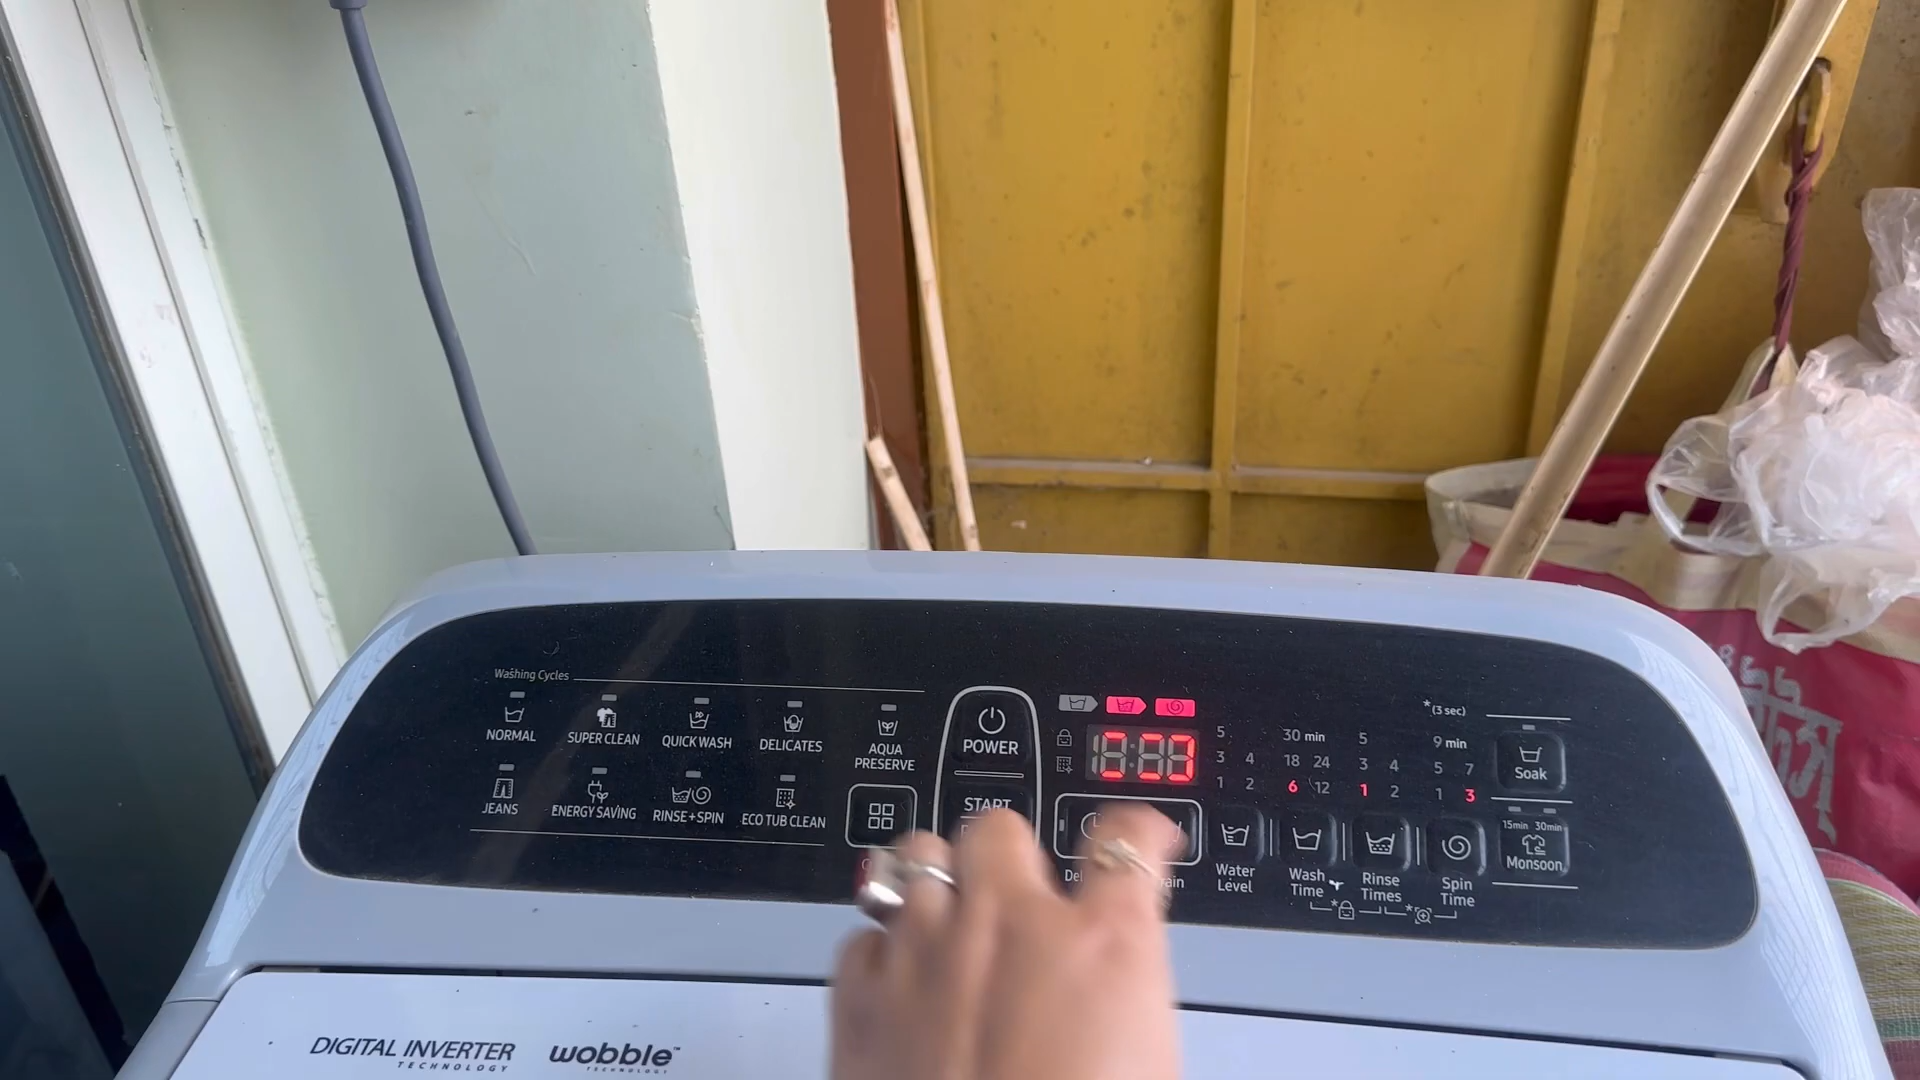 Washing Cycles
NORMAL
SUPER CLEAN
QUICK WASH
DELICATES
AQUA
PRESERVE
JEANS
ENERGY SAVING
RINSE+SPIN
ECO TUB CLEAN
POWER
START
5
3 4
1 2
30 min
18 24
6 12
5
3 4
1 2
9 min
5 7
1 3
*(3 sec)
Soak
15min 30min
Monsoon
Water
Level
Wash
Time
Rinse
Times
Spin
Time
DIGITAL INVERTER
TECHNOLOGY
wobble™
TECHNOLOGY